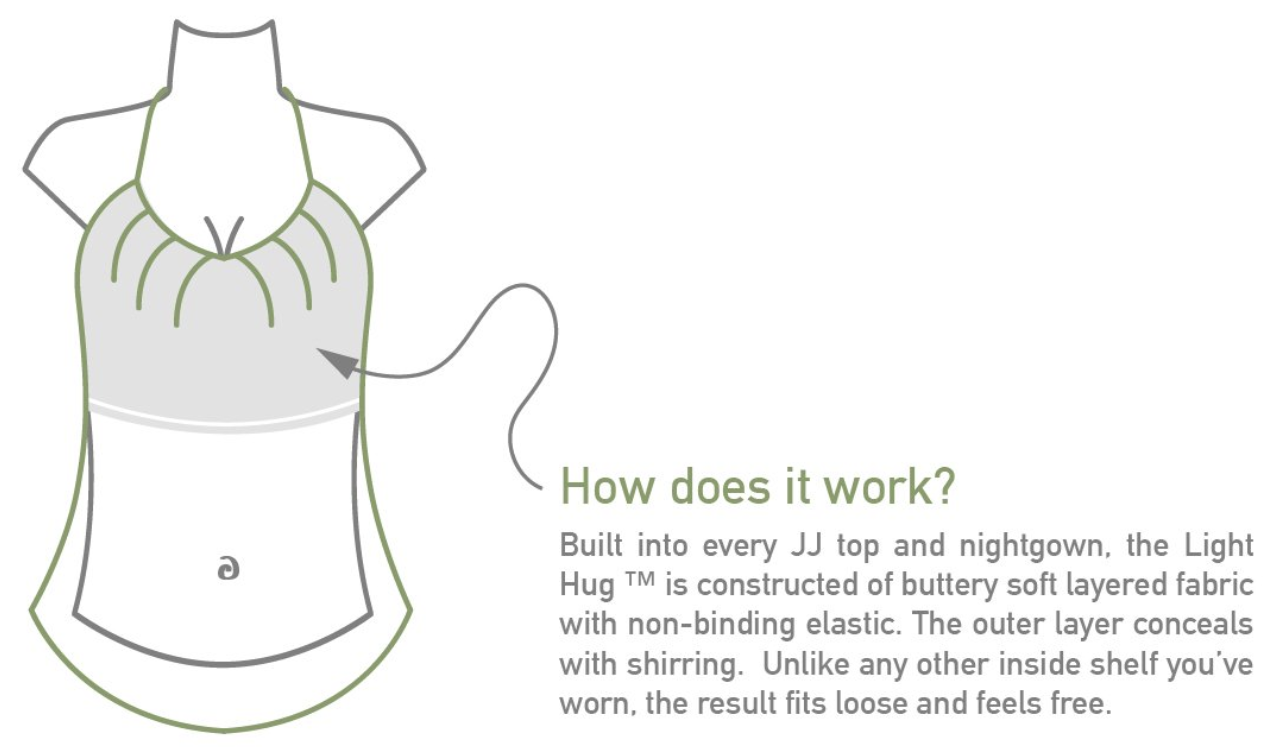 How does it work?
Built into every JJ top and nightgown, the Light
Hug ™ is constructed of buttery soft layered fabric
with non-binding elastic. The outer layer conceals
with shirring.  Unlike any other inside shelf you've
worn, the result fits loose and feels free.